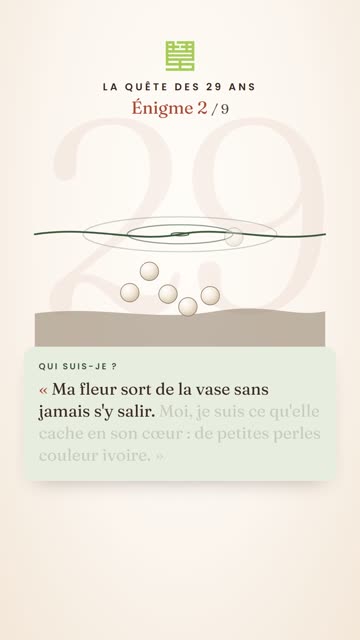 LA QUÊTE DES 29 ANS
Énigme 2 / 9
29
QUI SUIS-JE ?
« Ma fleur sort de la vase sans
jamais s'y salir. Moi, je suis ce qu'elle
cache en son cœur : de petites perles
couleur ivoire. »